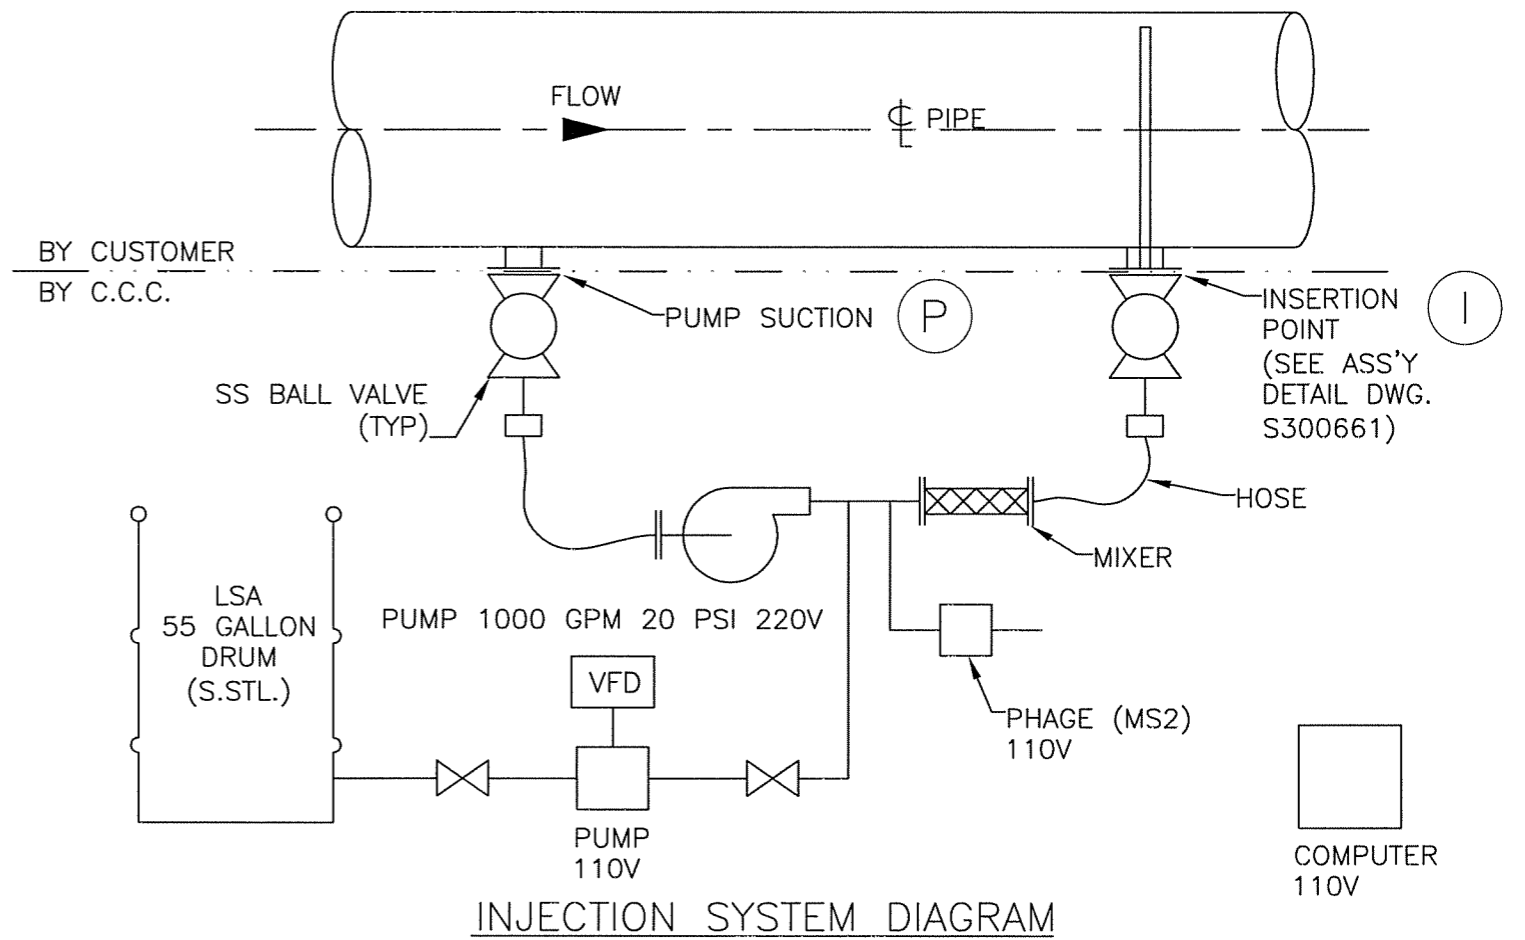 FLOW
℄ PIPE
BY CUSTOMER
BY C.C.C.
PUMP SUCTION
P
INSERTION
POINT
(SEE ASS'Y
DETAIL DWG.
S300661)
I
SS BALL VALVE
(TYP)
HOSE
MIXER
LSA
55 GALLON
DRUM
(S.STL.)
PUMP 1000 GPM 20 PSI 220V
VFD
PHAGE (MS2)
110V
PUMP
110V
COMPUTER
110V
INJECTION SYSTEM DIAGRAM